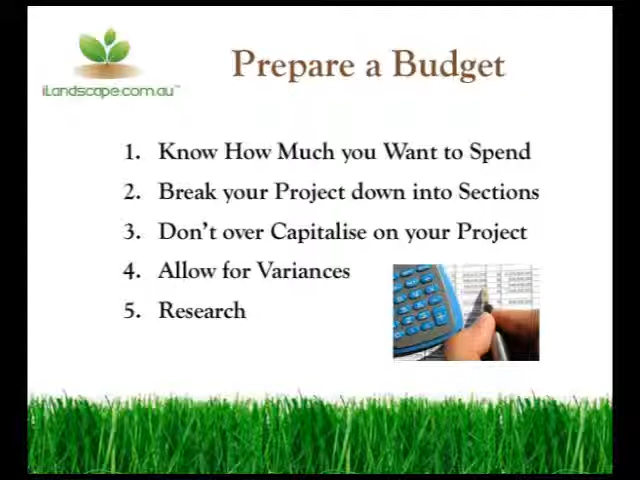 iLandscape.com.au™
Prepare a Budget
1. Know How Much you Want to Spend
2. Break your Project down into Sections
3. Don't over Capitalise on your Project
4. Allow for Variances
5. Research